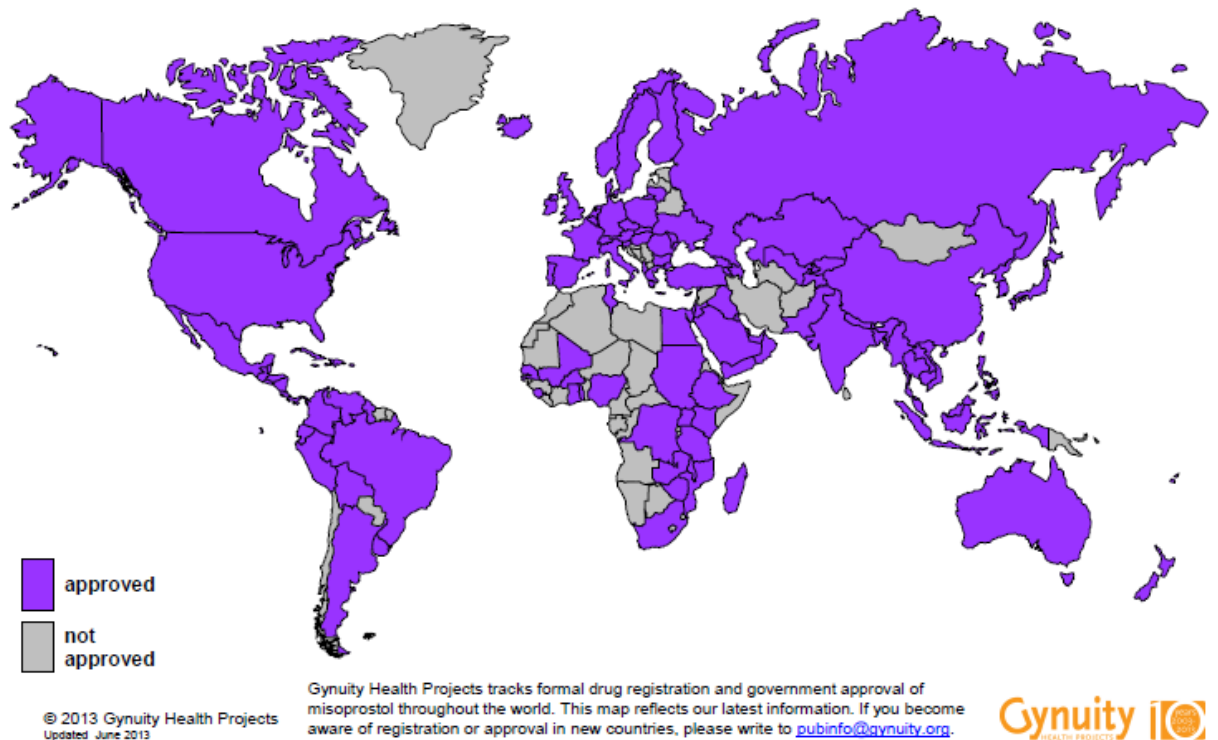 approved
not
approved
Gynuity Health Projects tracks formal drug registration and government approval of
misoprostol throughout the world. This map reflects our latest information. If you become
aware of registration or approval in new countries, please write to pubinfo@gynuity.org.
© 2013 Gynuity Health Projects
Updated June 2013
Gynuity
HEALTH PROJECTS
10